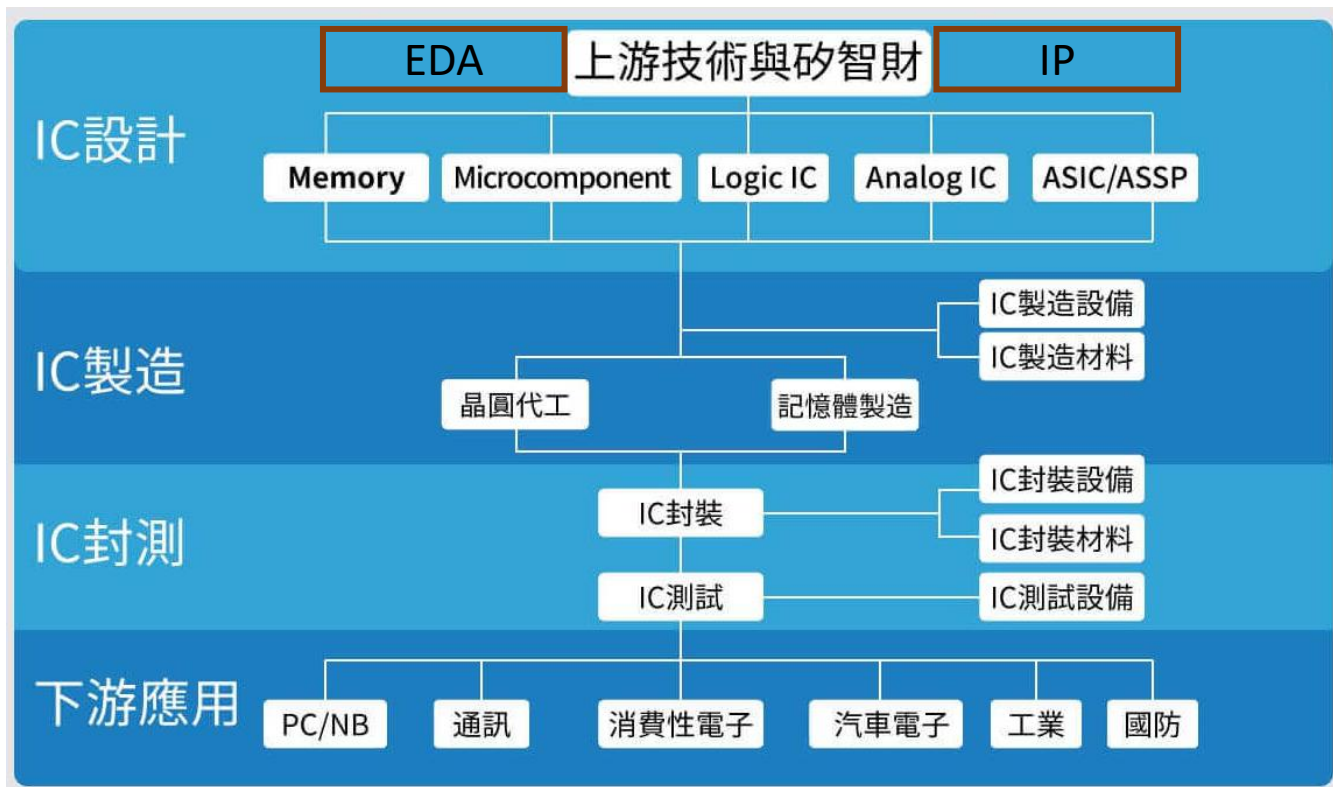 EDA
上游技術與矽智財
IP
IC設計
Memory
Microcomponent
Logic IC
Analog IC
ASIC/ASSP
IC製造
IC製造設備
IC製造材料
晶圓代工
記憶體製造
IC封測
IC封裝
IC封裝設備
IC封裝材料
IC測試
IC測試設備
下游應用
PC/NB
通訊
消費性電子
汽車電子
工業
國防